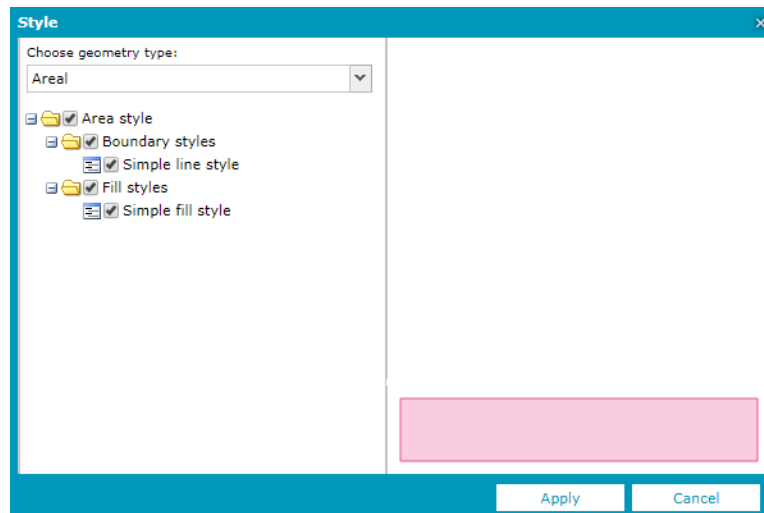 Style
Choose geometry type:
Areal
Area style
Boundary styles
Simple line style
Fill styles
Simple fill style
Apply
Cancel